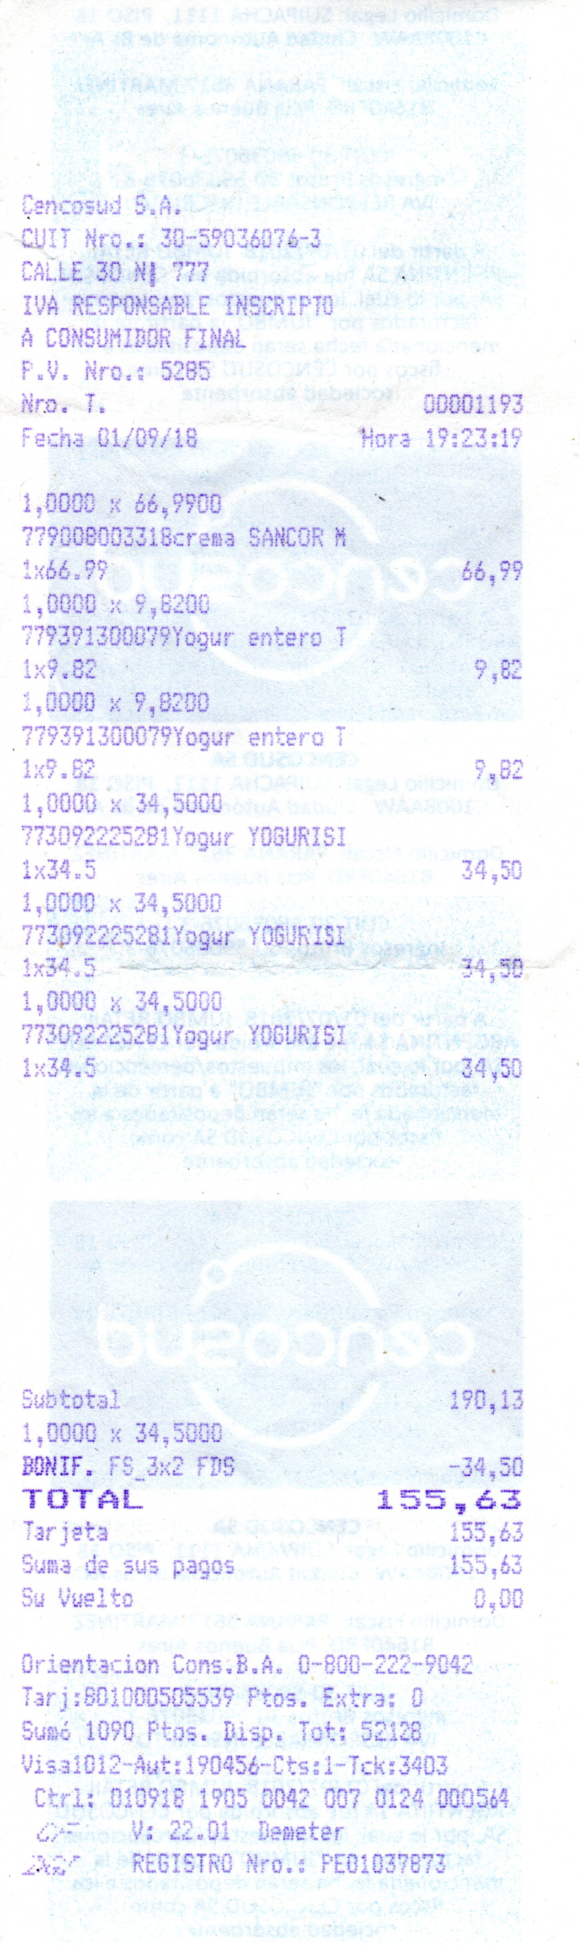 Cencosud S.A.
CUIT Nro.: 30-59036076-3
CALLE 30 N| 777
IVA RESPONSABLE INSCRIPTO
A CONSUMIDOR FINAL
P.V. Nro.: 5285
Nro. T. 00001193
Fecha 01/09/18 Hora 19:23:19
1,0000 x 66,9900
779008003318crema SANCOR M
1x66.99 66,99
1,0000 x 9,8200
779391300079Yogur entero T
1x9.82 9,82
1,0000 x 9,8200
779391300079Yogur entero T
1x9.82 9,82
1,0000 x 34,5000
773092225281Yogur YOGURISI
1x34.5 34,50
1,0000 x 34,5000
773092225281Yogur YOGURISI
1x34.5 34,50
1,0000 x 34,5000
773092225281Yogur YOGURISI
1x34.5 34,50
cencosud
Subtotal 190,13
1,0000 x 34,5000
BONIF. FS_3x2 FDS -34,50
TOTAL 155,63
Tarjeta 155,63
Suma de sus pagos 155,63
Su Vuelto 0,00
Orientacion Cons.B.A. 0-800-222-9042
Tarj:801000505539 Ptos. Extra: 0
Sumó 1090 Ptos. Disp. Tot: 52128
Visa1012-Aut:190456-Cts:1-Tck:3403
Ctrl: 010918 1905 0042 007 0124 000564
V: 22.01 Demeter
REGISTRO Nro.: PE01037873